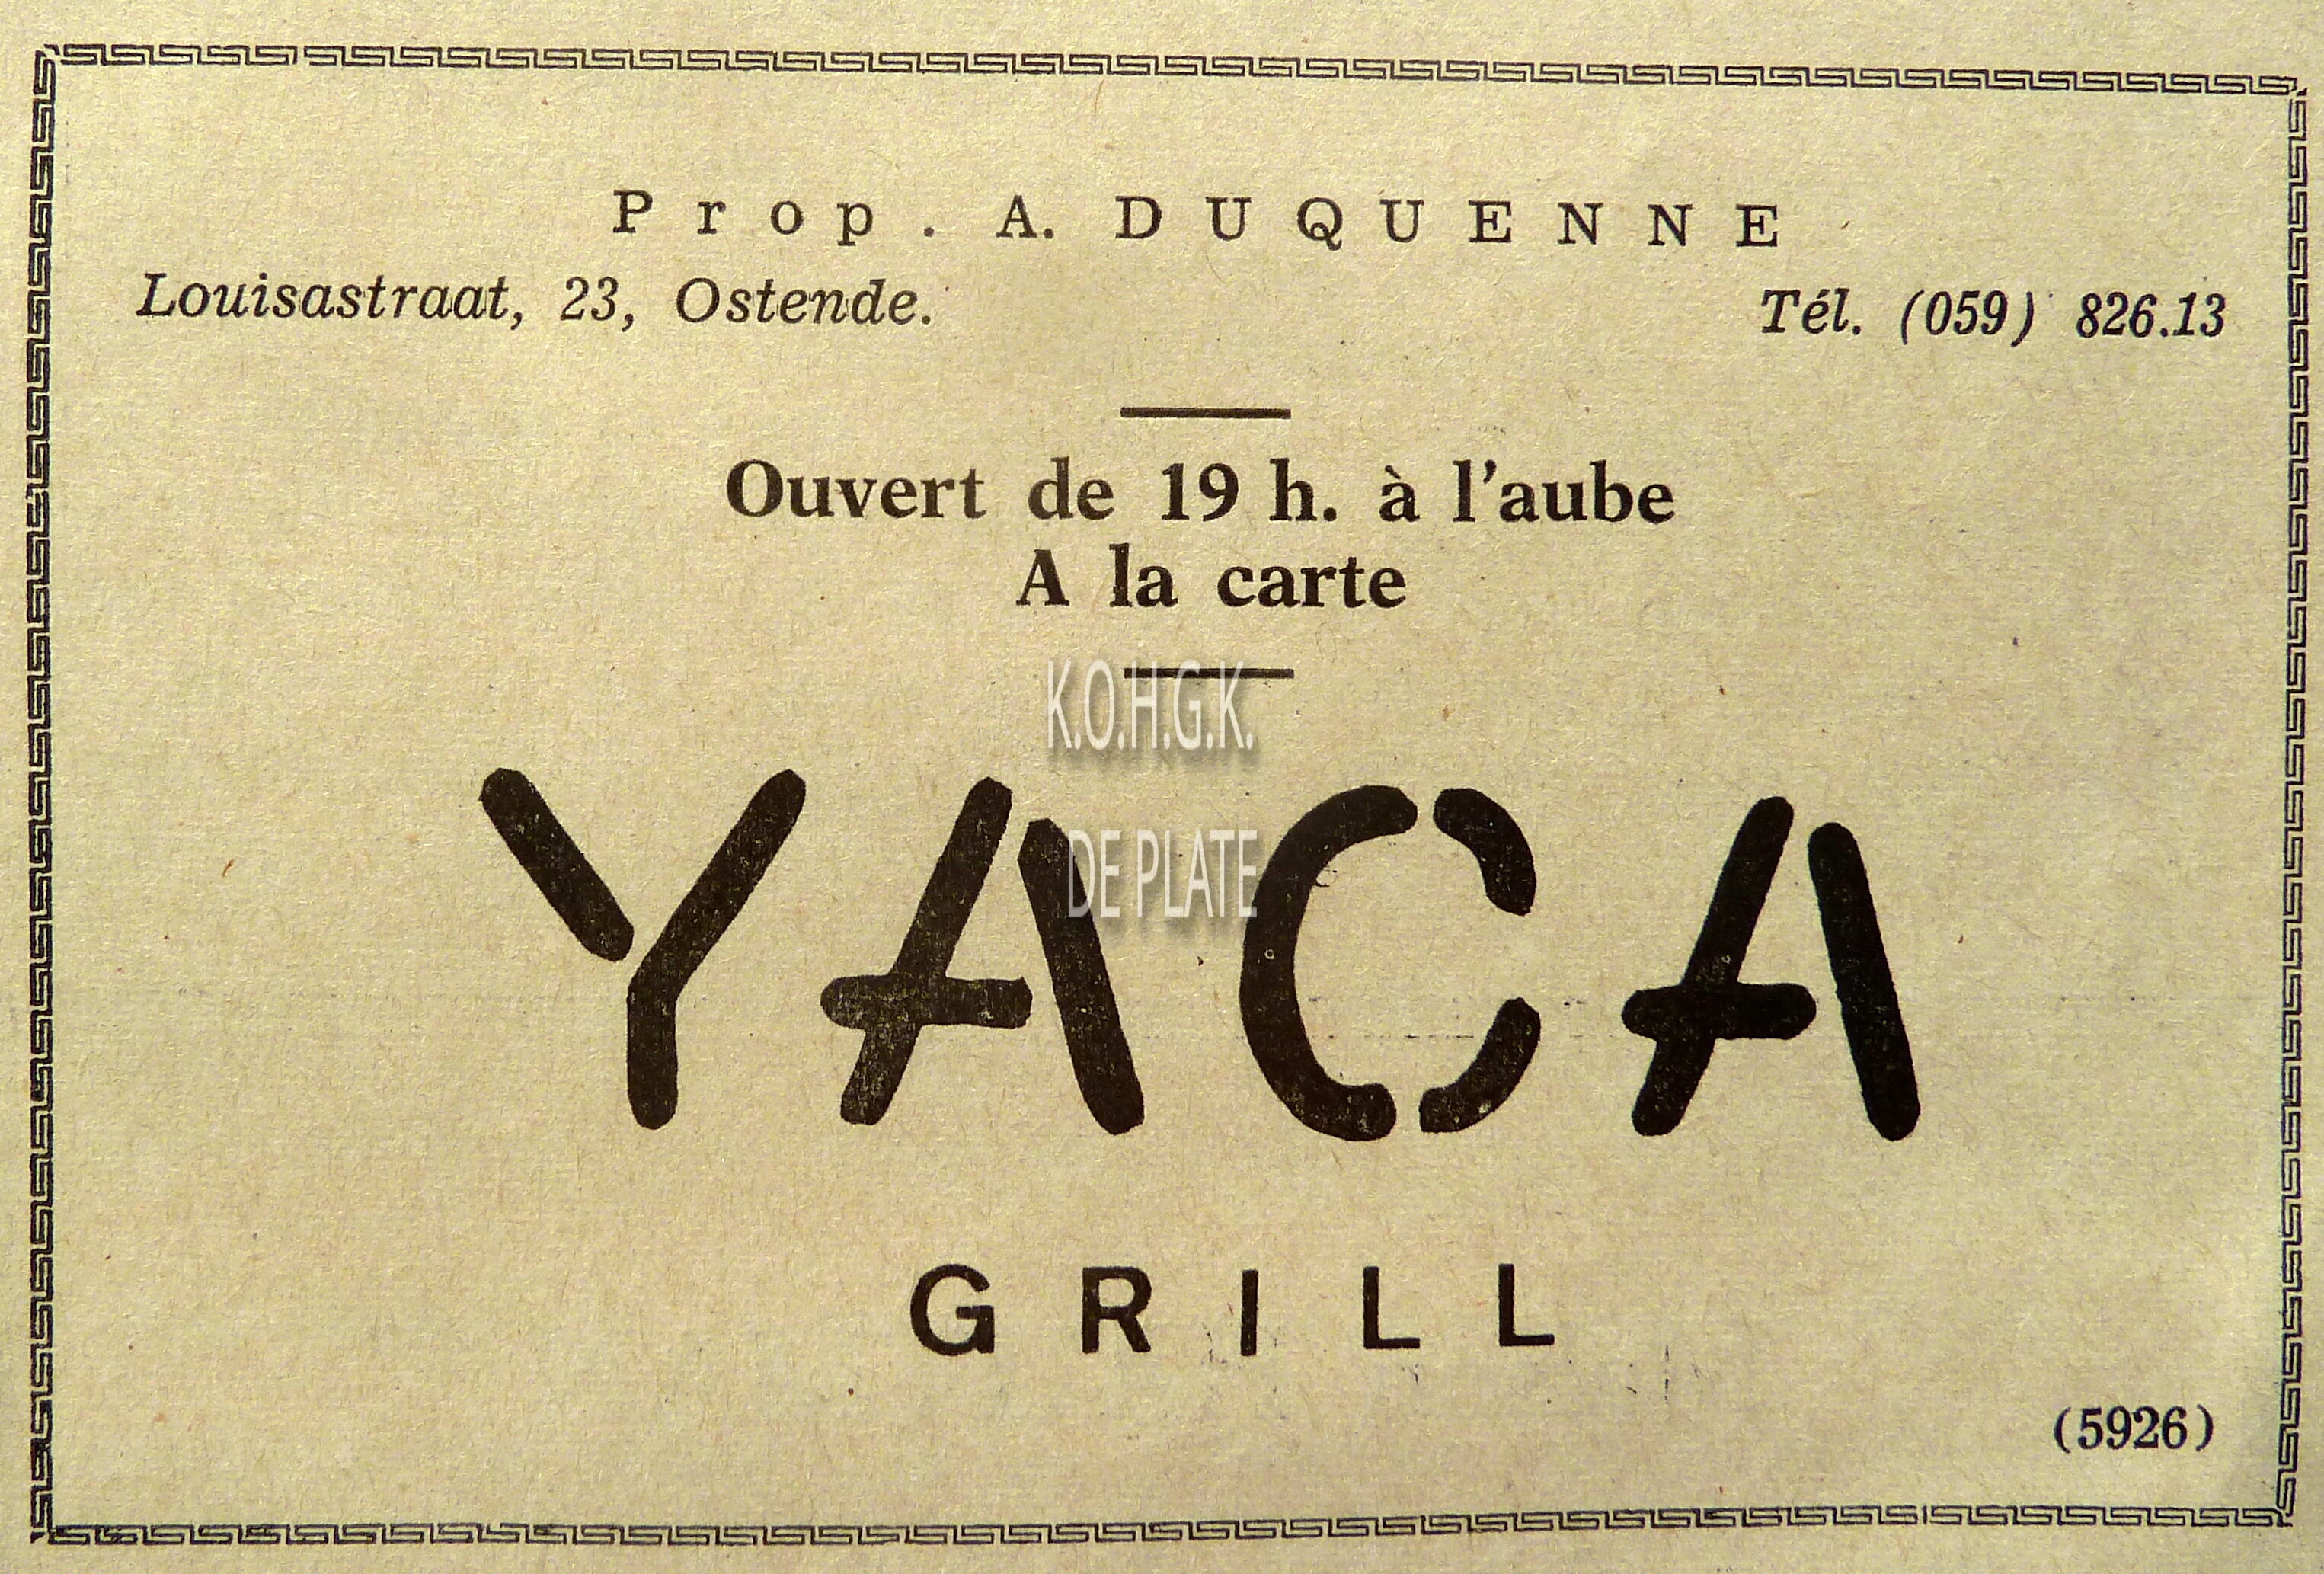 Prop. A. DUQUENNE
Louisastraat, 23, Ostende. Tél. (059) 826.13
Ouvert de 19 h. à l'aube
A la carte
K.O.H.G.K.
DE PLATE
YACA
GRILL
(5926)